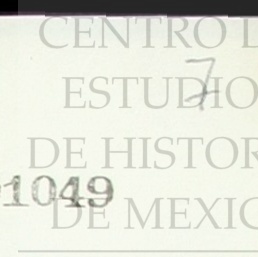 CENTRO D
ESTUDIO
7
DE HISTOR
1049
DE MEXIC